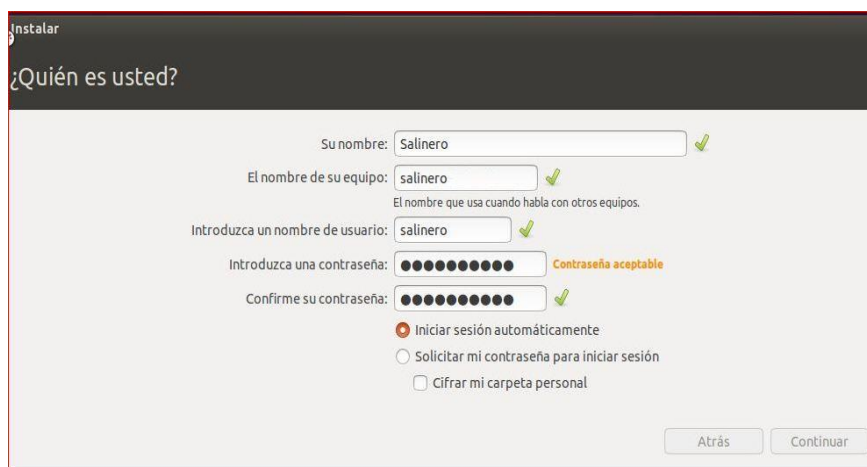 Instalar
¿Quién es usted?
Su nombre: Salinero
El nombre de su equipo: salinero
El nombre que usa cuando habla con otros equipos.
Introduzca un nombre de usuario: salinero
Introduzca una contraseña: ●●●●●●●●●● Contraseña aceptable
Confirme su contraseña: ●●●●●●●●●●
Iniciar sesión automáticamente
Solicitar mi contraseña para iniciar sesión
Cifrar mi carpeta personal
Atrás Continuar